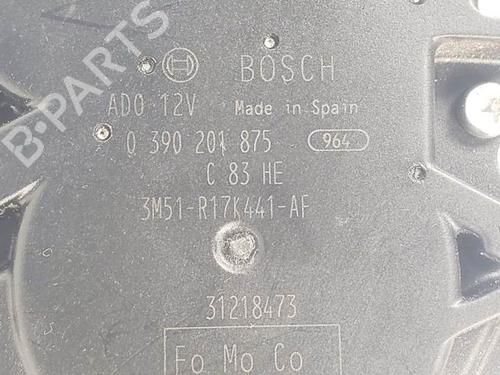 B-PARTS
BOSCH
AD0 12V Made in Spain
0 390 201 875 964
C 83 HE
3M51-R17K441-AF
31218473
Fo Mo Co